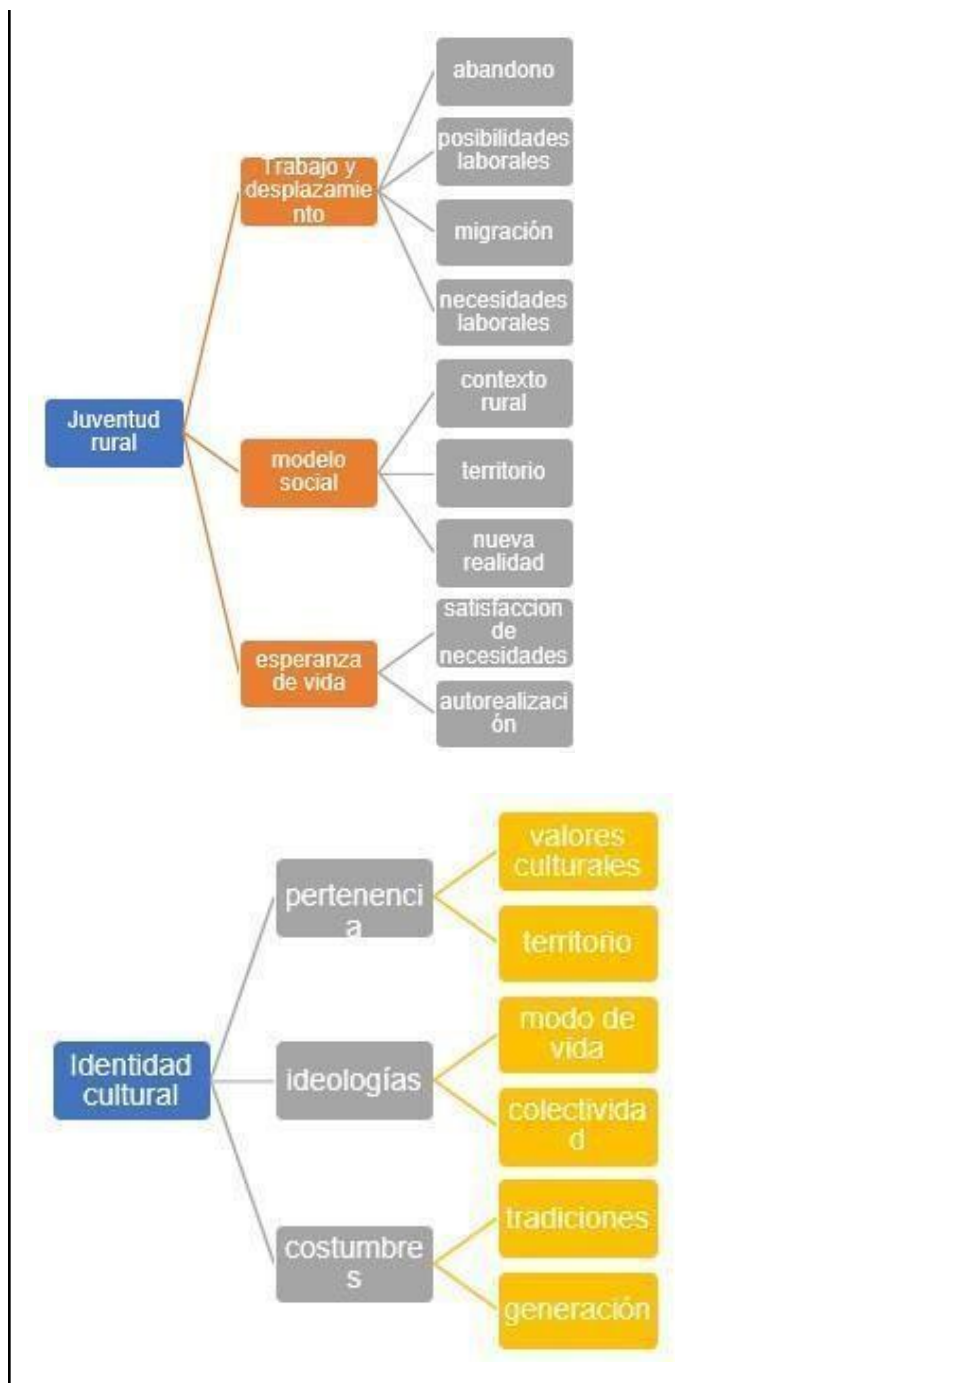 abandono
posibilidades
laborales
Trabajo y
desplazamie
nto
migración
necesidades
laborales
contexto
rural
Juventud
rural
modelo
social
territorio
nueva
realidad
satisfaccion
de
necesidades
esperanza
de vida
autorealizaci
ón
valores
culturales
pertenenci
a
territorio
modo de
vida
Identidad
cultural
ideologías
colectivida
d
tradiciones
costumbre
s
generación